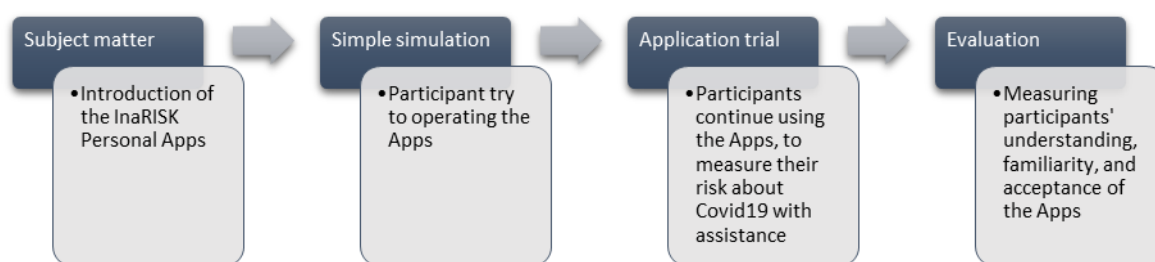 Subject matter
•Introduction of
the InaRISK
Personal Apps
Simple simulation
•Participant try
to operating the
Apps
Application trial
•Participants
continue using
the Apps, to
measure their
risk about
Covid19 with
assistance
Evaluation
•Measuring
participants'
understanding,
familiarity, and
acceptance of
the Apps